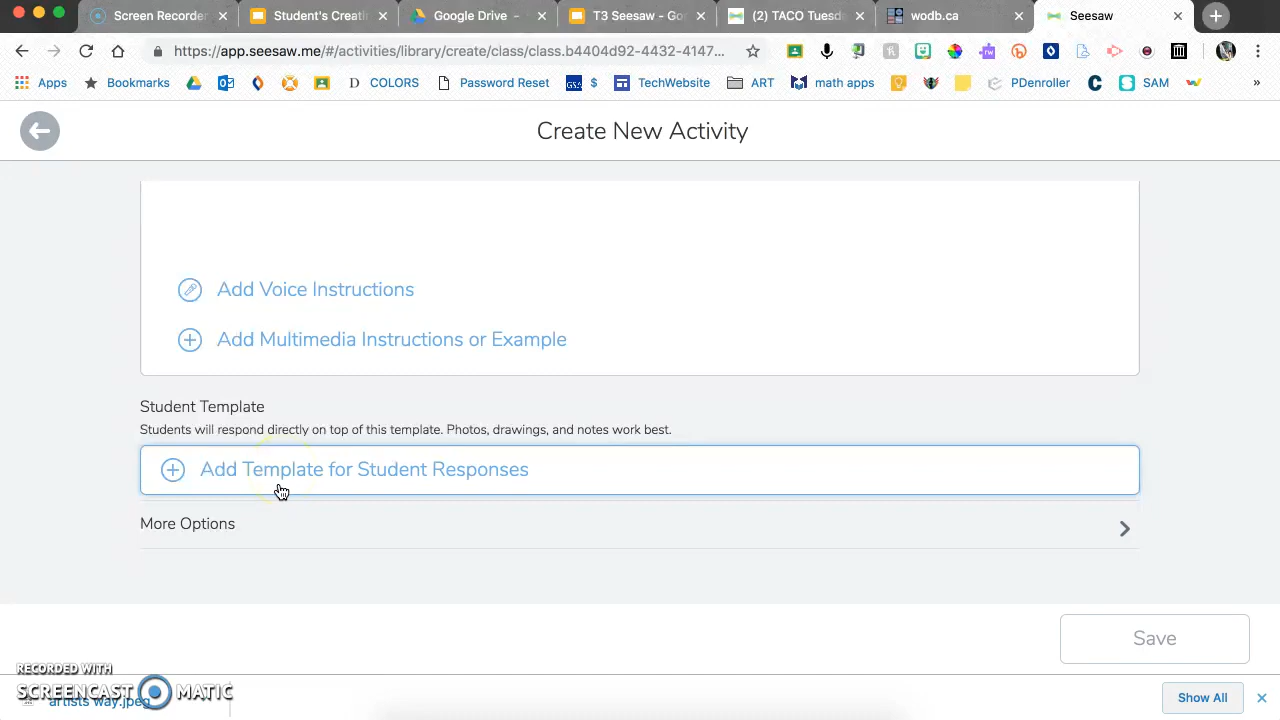 Screen Recorder
Student's Creatin
Google Drive -
T3 Seesaw - Go
(2) TACO Tuesda
wodb.ca
Seesaw
https://app.seesaw.me/#/activities/library/create/class/class.b4404d92-4432-4147...
Apps
Bookmarks
D
COLORS
Password Reset
GSA
$
TechWebsite
ART
math apps
PDenroller
C
SAM
»
Create New Activity
Add Voice Instructions
Add Multimedia Instructions or Example
Student Template
Students will respond directly on top of this template. Photos, drawings, and notes work best.
Add Template for Student Responses
More Options
Save
RECORDED WITH
SCREENCAST MATIC
artists way.jpeg
Show All